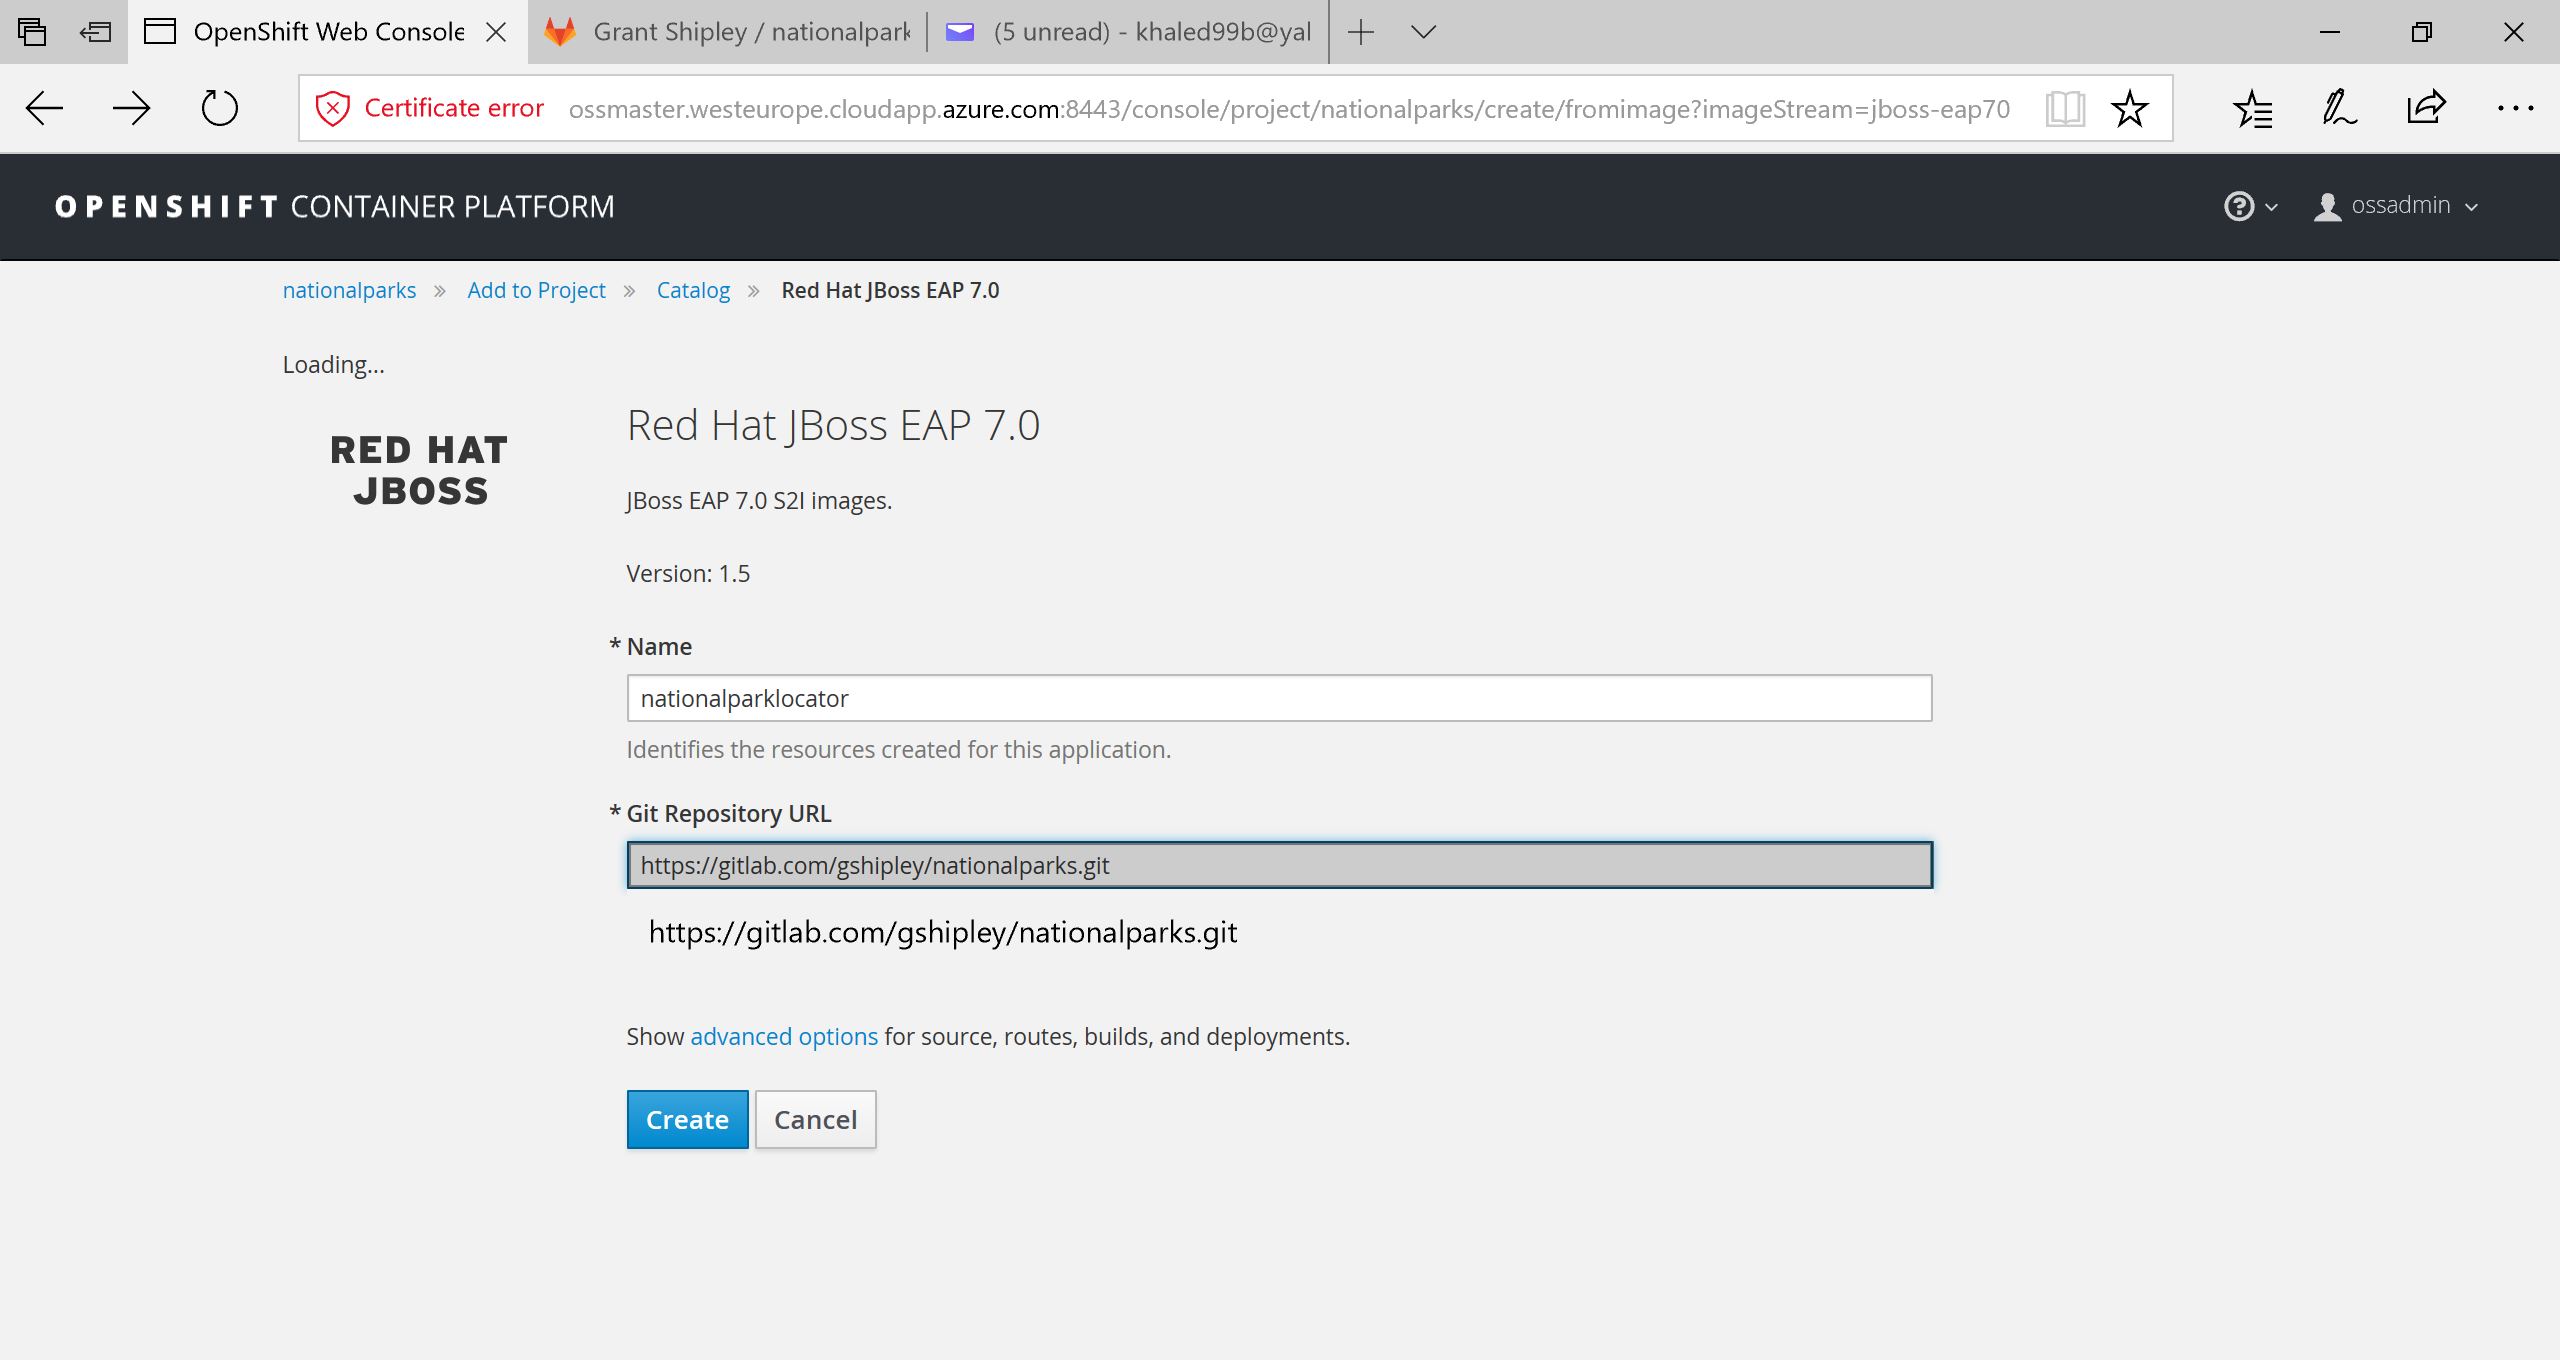 OpenShift Web Console
Grant Shipley / nationalpark
(5 unread) - khaled99b@ya
Certificate error ossmaster.westeurope.cloudapp.azure.com:8443/console/project/nationalparks/create/fromimage?imageStream=jboss-eap70
OPENSHIFT CONTAINER PLATFORM
ossadmin
nationalparks » Add to Project » Catalog » Red Hat JBoss EAP 7.0
Loading...
RED HAT
JBOSS
Red Hat JBoss EAP 7.0
JBoss EAP 7.0 S2I images.
Version: 1.5
* Name
nationalparklocator
Identifies the resources created for this application.
* Git Repository URL
https://gitlab.com/gshipley/nationalparks.git
https://gitlab.com/gshipley/nationalparks.git
Show advanced options for source, routes, builds, and deployments.
Create Cancel